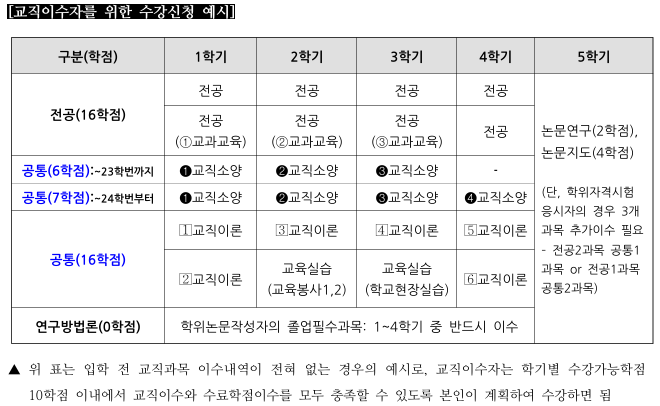 [교직이수자를 위한 수강신청 예시]
구분(학점) 1학기 2학기 3학기 4학기 5학기
전공(16학점) 전공 전공 전공 전공
전공 전공 전공 전공
(①교과교육) (②교과교육) (③교과교육)
공통(6학점):~23학번까지 ❶교직소양 ❷교직소양 ❸교직소양 -
공통(7학점):~24학번부터 ❶교직소양 ❷교직소양 ❸교직소양 ❹교직소양
공통(16학점) 1교직이론 3교직이론 4교직이론 5교직이론
2교직이론 교육실습 교육실습 6교직이론
(교육봉사1,2) (학교현장실습)
연구방법론(0학점) 학위논문작성자의 졸업필수과목: 1~4학기 중 반드시 이수
논문연구(2학점),
논문지도(4학점)
(단, 학위자격시험
응시자의 경우 3개
과목 추가이수 필요
- 전공2과목 공통1
과목 or 전공1과목
공통2과목)
▲ 위 표는 입학 전 교직과목 이수내역이 전혀 없는 경우의 예시로, 교직이수자는 학기별 수강가능학점
10학점 이내에서 교직이수와 수료학점이수를 모두 충족할 수 있도록 본인이 계획하여 수강하면 됨